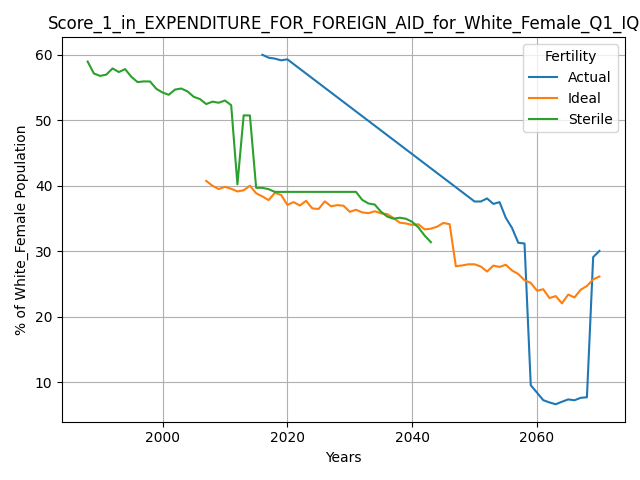 Score_1_in_EXPENDITURE_FOR_FOREIGN_AID_for_White_Female_Q1_IQ
Fertility
Actual
Ideal
Sterile
% of White_Female Population
60
50
40
30
20
10
2000 2020 2040 2060
Years